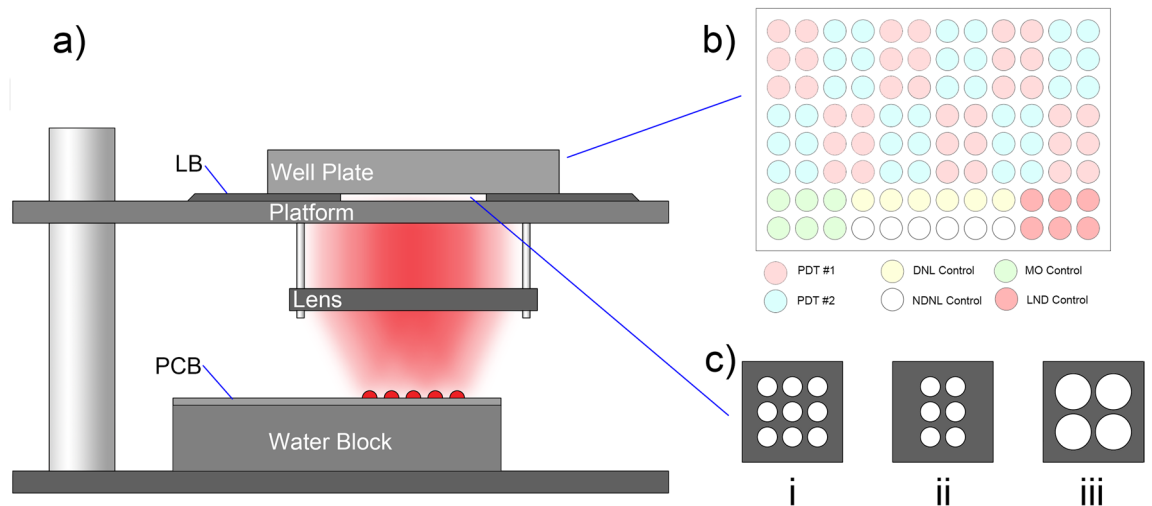 a)
LB
Well Plate
Platform
Lens
PCB
Water Block
b)
PDT #1
DNL Control
MO Control
PDT #2
NDNL Control
LND Control
c)
i
ii
iii